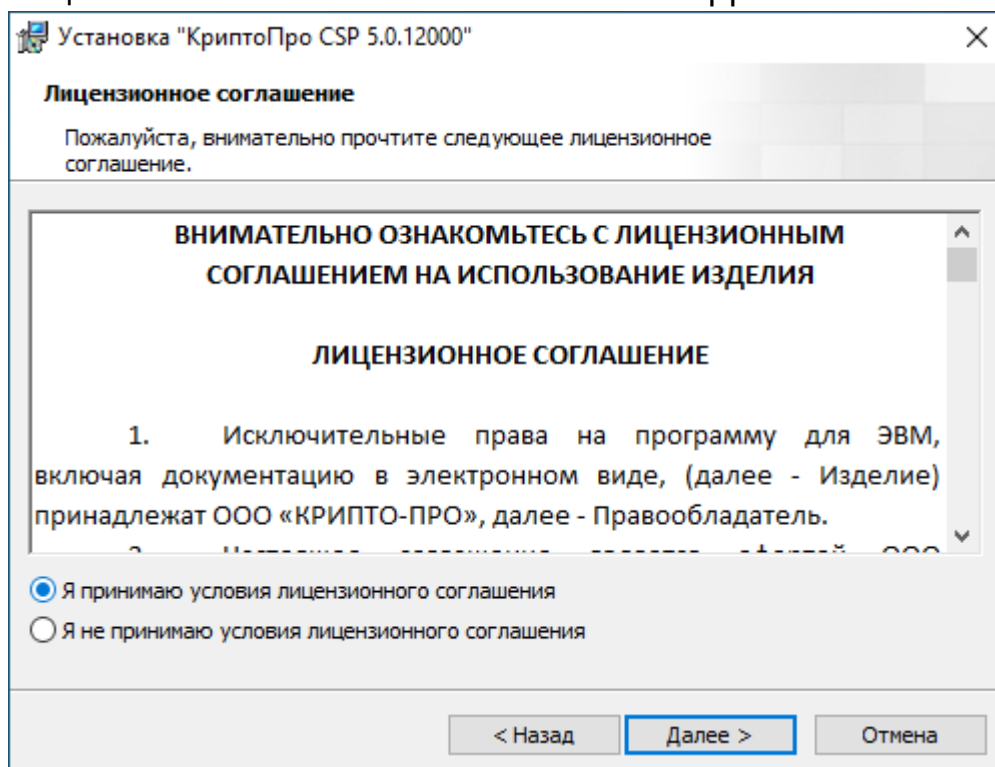 Установка "КриптоПро CSP 5.0.12000"
Лицензионное соглашение
Пожалуйста, внимательно прочтите следующее лицензионное
соглашение.
ВНИМАТЕЛЬНО ОЗНАКОМЬТЕСЬ С ЛИЦЕНЗИОННЫМ
СОГЛАШЕНИЕМ НА ИСПОЛЬЗОВАНИЕ ИЗДЕЛИЯ
ЛИЦЕНЗИОННОЕ СОГЛАШЕНИЕ
1. Исключительные права на программу для ЭВМ,
включая документацию в электронном виде, (далее - Изделие)
принадлежат ООО «КРИПТО-ПРО», далее - Правообладатель.
Я принимаю условия лицензионного соглашения
Я не принимаю условия лицензионного соглашения
< Назад
Далее >
Отмена